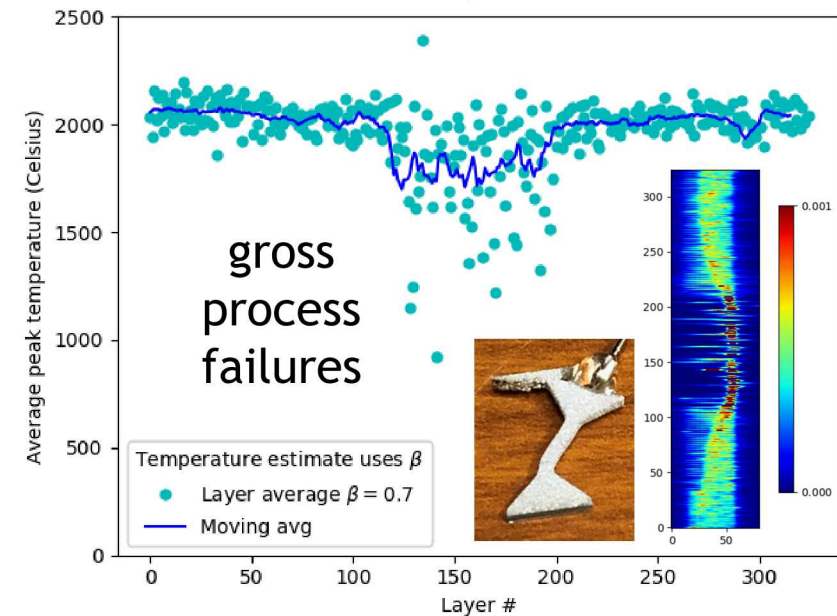 2500
2000
1500
1000
500
0
Average peak temperature (Celsius)
gross
process
failures
Temperature estimate uses β
Layer average β = 0.7
Moving avg
300
250
200
150
100
50
0
0 50
0.001
0.000
0 50 100 150 200 250 300
Layer #